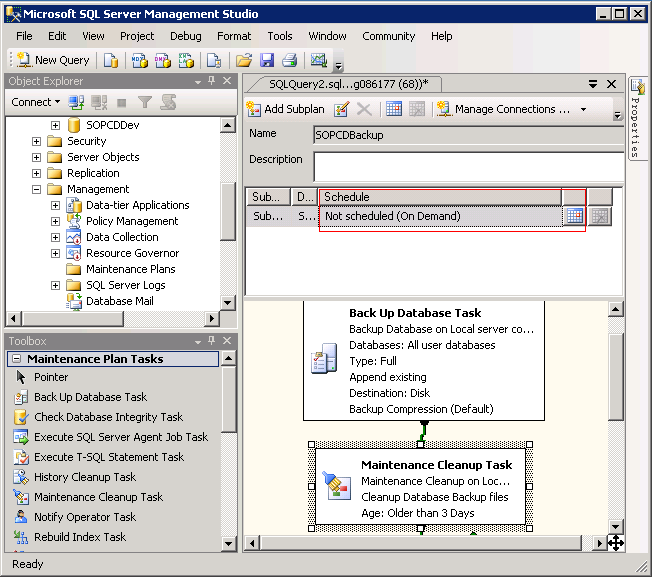 Microsoft SQL Server Management Studio
File Edit View Project Debug Format Tools Window Community Help
New Query
Object Explorer
Connect
SOPCDDev
Security
Server Objects
Replication
Management
Data-tier Applications
Policy Management
Data Collection
Resource Governor
Maintenance Plans
SQL Server Logs
Database Mail
Toolbox
Maintenance Plan Tasks
Pointer
Back Up Database Task
Check Database Integrity Task
Execute SQL Server Agent Job Task
Execute T-SQL Statement Task
History Cleanup Task
Maintenance Cleanup Task
Notify Operator Task
Rebuild Index Task
SQLQuery2.sql...g086177 (68))*
Add Subplan
Manage Connections ...
Name SOPCDBackup
Description
Sub... D... Schedule
Sub... S... Not scheduled (On Demand)
Back Up Database Task
Backup Database on Local server co...
Databases: All user databases
Type: Full
Append existing
Destination: Disk
Backup Compression (Default)
Maintenance Cleanup Task
Maintenance Cleanup on Loc...
Cleanup Database Backup files
Age: Older than 3 Days
Properties
Ready